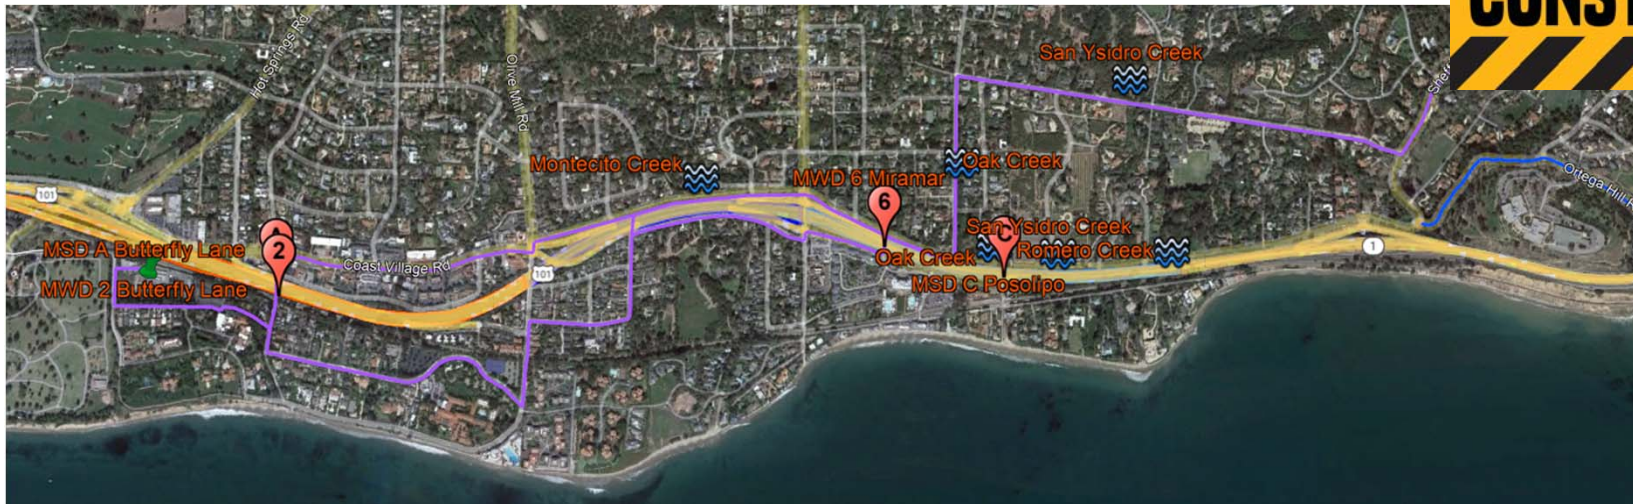 CONST
San Ysidro Creek
Hot Springs Rd
Olive Mill Rd
Montecito Creek
Oak Creek
MWD 6 Miramar
101
6
Ortega Hill R
San Ysidro Creek
MSD A Butterfly Lane
2
Coast Village Rd
Romero Creek
1
Oak Creek
101
MWD 2 Butterfly Lane
MSD C Posolipo